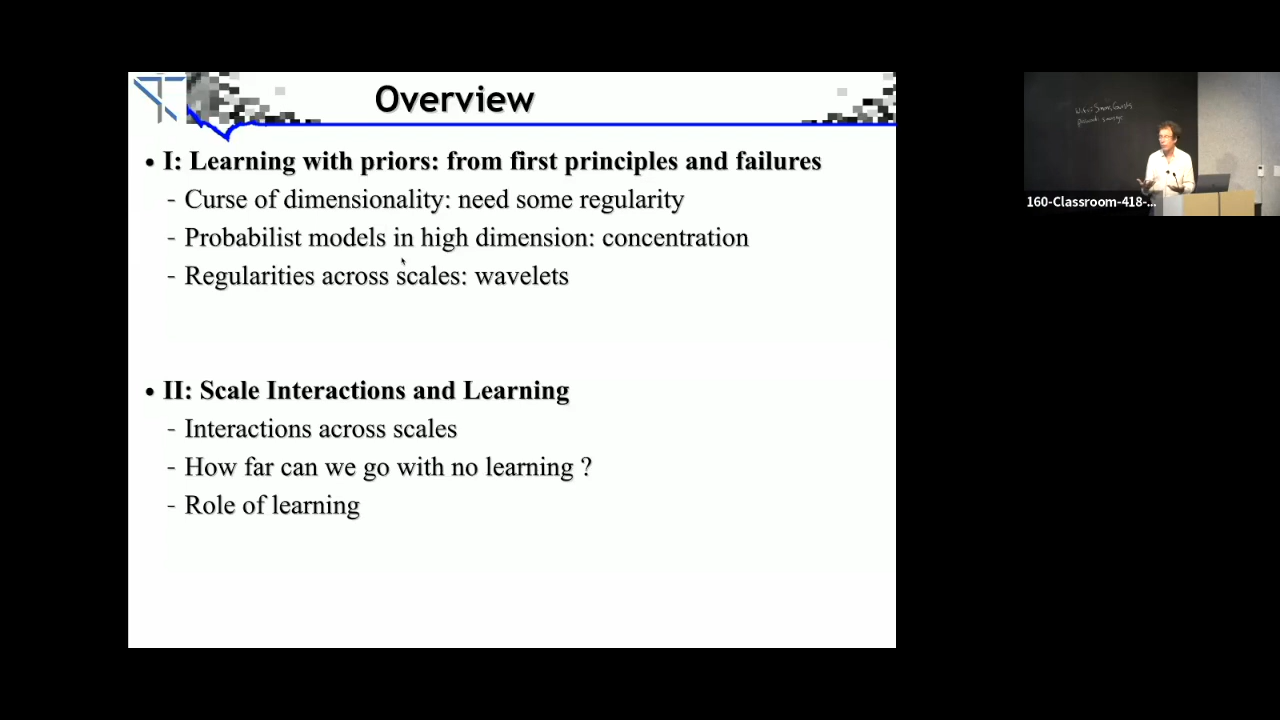 Overview
• I: Learning with priors: from first principles and failures
- Curse of dimensionality: need some regularity
- Probabilist models in high dimension: concentration
- Regularities across scales: wavelets
• II: Scale Interactions and Learning
- Interactions across scales
- How far can we go with no learning ?
- Role of learning
160-Classroom-418-...